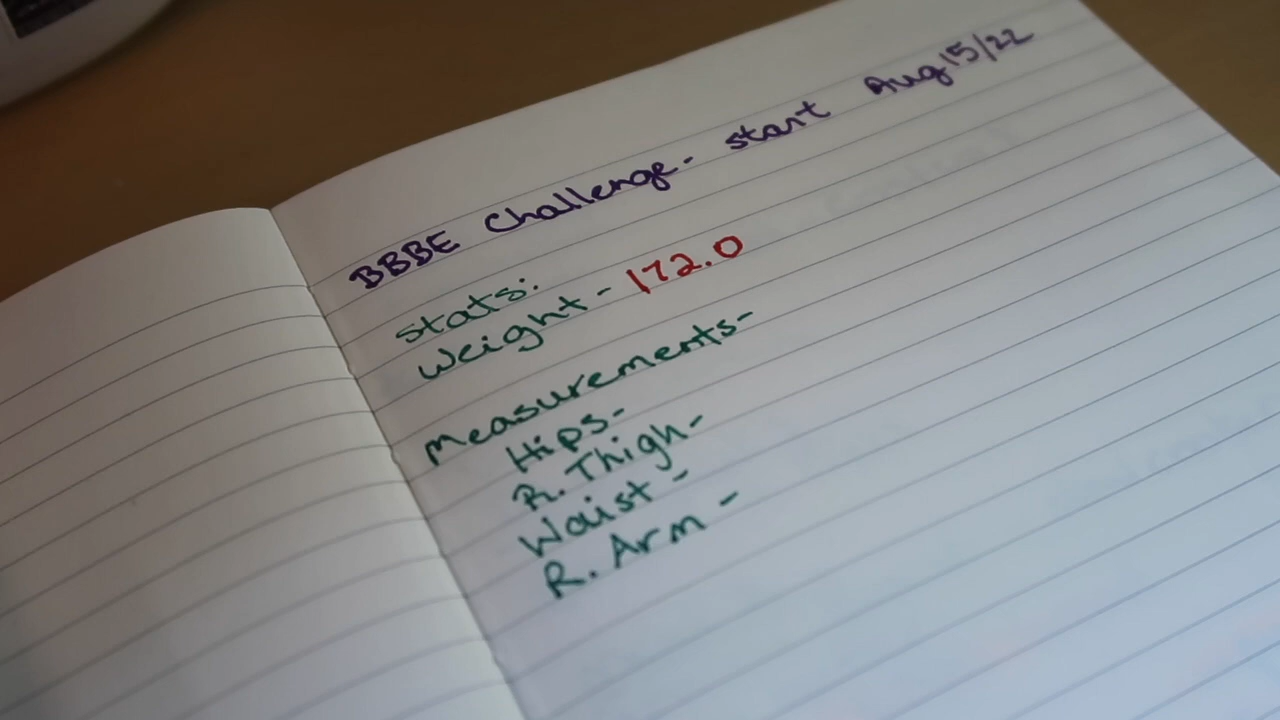 BBBE Challenge - start Aug 15/22
stats:
weight - 172.0
measurements-
Hips-
R. Thigh-
Waist -
R. Arm -